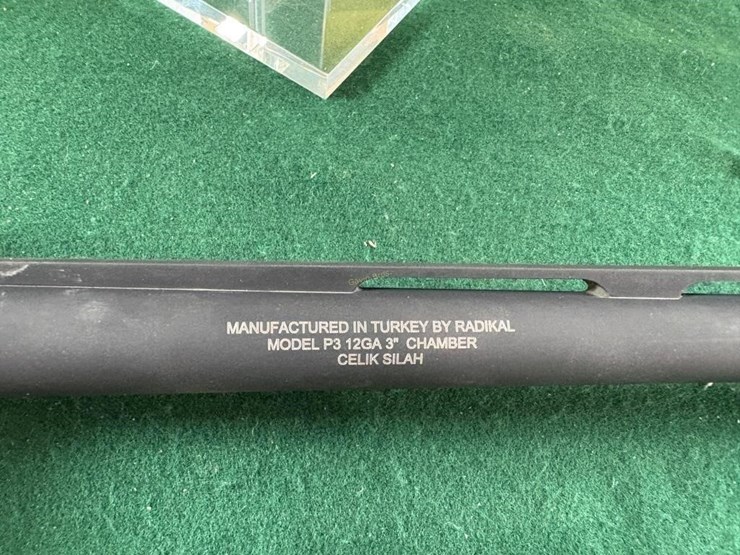 MANUFACTURED IN TURKEY BY RADIKAL
MODEL P3 12GA 3" CHAMBER
CELIK SILAH